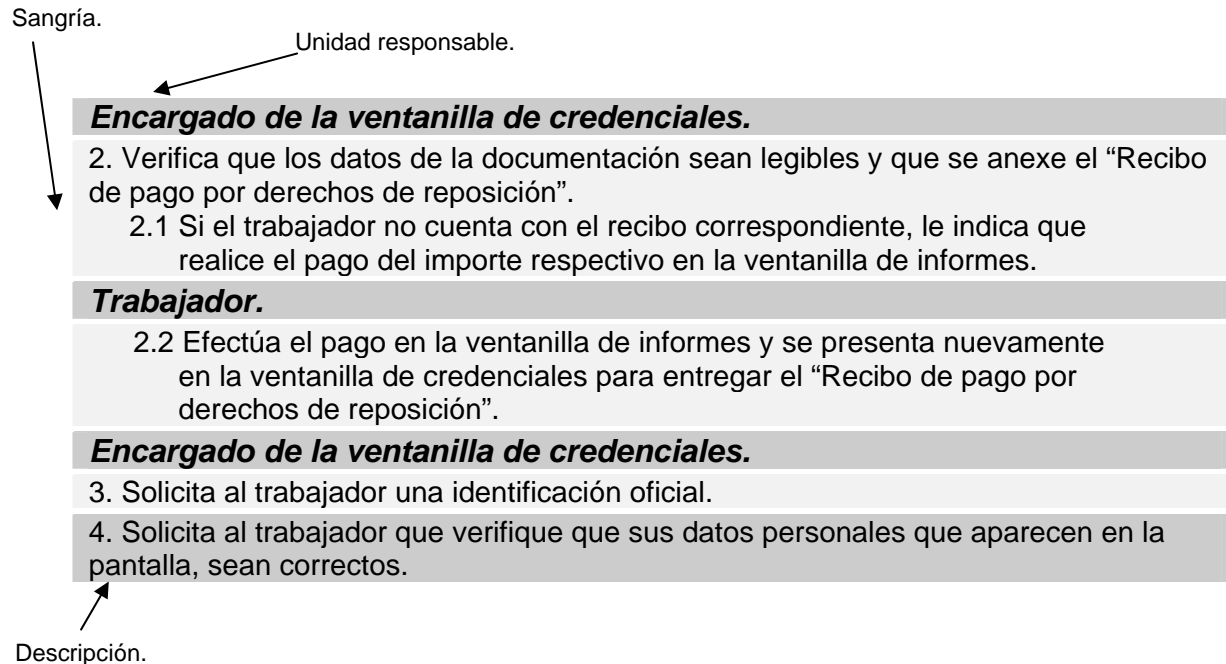 Sangría.
Unidad responsable.
Encargado de la ventanilla de credenciales.
2. Verifica que los datos de la documentación sean legibles y que se anexe el “Recibo
de pago por derechos de reposición”.
2.1 Si el trabajador no cuenta con el recibo correspondiente, le indica que
realice el pago del importe respectivo en la ventanilla de informes.
Trabajador.
2.2 Efectúa el pago en la ventanilla de informes y se presenta nuevamente
en la ventanilla de credenciales para entregar el “Recibo de pago por
derechos de reposición”.
Encargado de la ventanilla de credenciales.
3. Solicita al trabajador una identificación oficial.
4. Solicita al trabajador que verifique que sus datos personales que aparecen en la
pantalla, sean correctos.
Descripción.